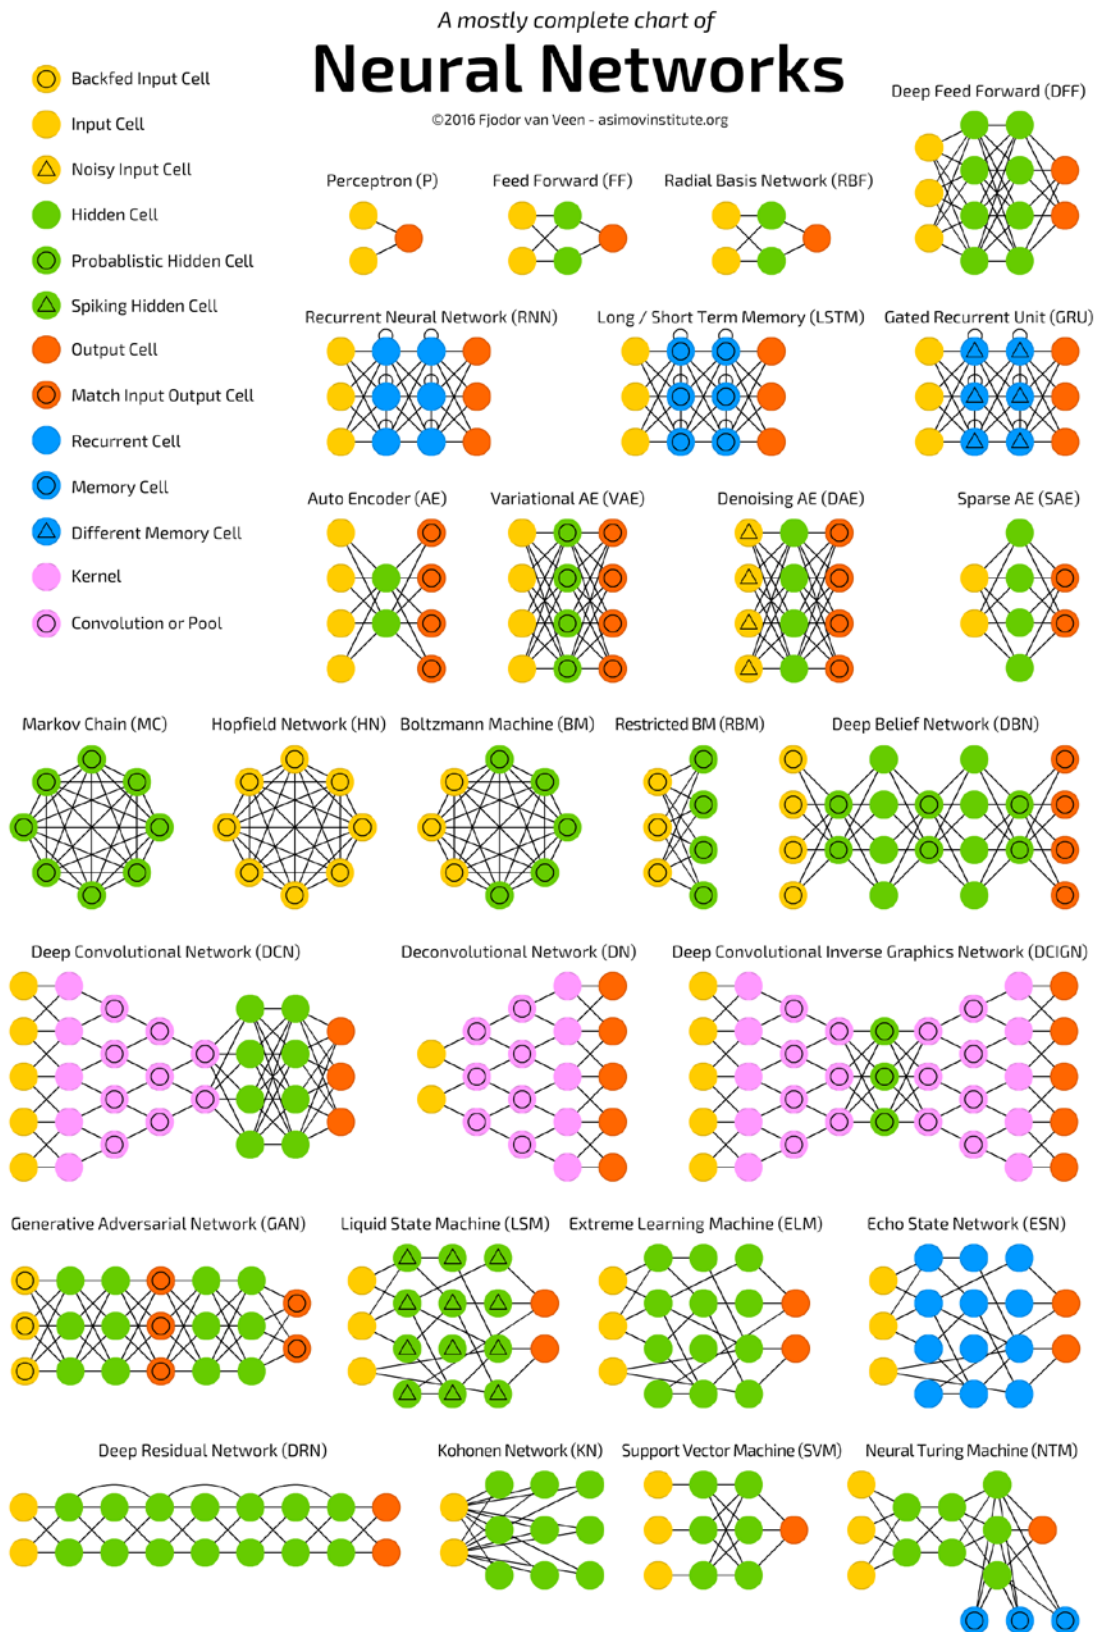 A mostly complete chart of
Neural Networks
©2016 Fjodor van Veen - asimovinstitute.org
Backfed Input Cell
Input Cell
Noisy Input Cell
Hidden Cell
Probablistic Hidden Cell
Spiking Hidden Cell
Output Cell
Match Input Output Cell
Recurrent Cell
Memory Cell
Different Memory Cell
Kernel
Convolution or Pool
Deep Feed Forward (DFF)
Perceptron (P)
Feed Forward (FF)
Radial Basis Network (RBF)
Recurrent Neural Network (RNN)
Long / Short Term Memory (LSTM)
Gated Recurrent Unit (GRU)
Auto Encoder (AE)
Variational AE (VAE)
Denoising AE (DAE)
Sparse AE (SAE)
Markov Chain (MC)
Hopfield Network (HN)
Boltzmann Machine (BM)
Restricted BM (RBM)
Deep Belief Network (DBN)
Deep Convolutional Network (DCN)
Deconvolutional Network (DN)
Deep Convolutional Inverse Graphics Network (DCIGN)
Generative Adversarial Network (GAN)
Liquid State Machine (LSM)
Extreme Learning Machine (ELM)
Echo State Network (ESN)
Deep Residual Network (DRN)
Kohonen Network (KN)
Support Vector Machine (SVM)
Neural Turing Machine (NTM)